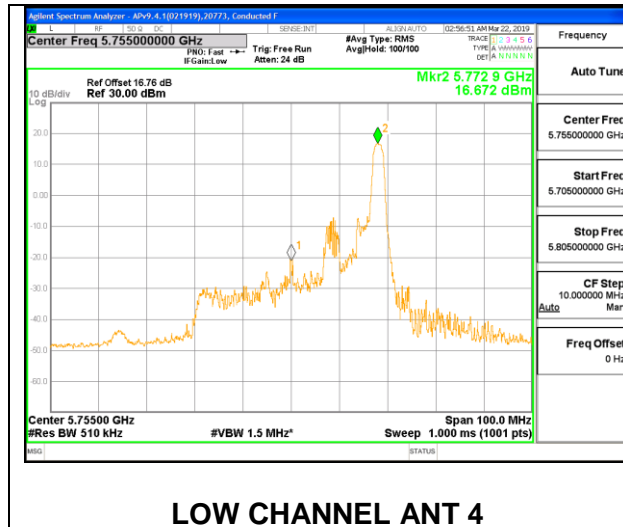 Agilent Spectrum Analyzer - APv9.4.1(021919),20773, Conducted F
L RF 50 Ω DC SENSE:INT ALIGN AUTO 02:56:51 AM Mar 22, 2019
Center Freq 5.755000000 GHz
PNO: Fast
IFGain:Low
Trig: Free Run
Atten: 24 dB
#Avg Type: RMS
Avg|Hold: 100/100
TRACE 1 2 3 4 5 6
TYPE A
DET A N N N N N
Ref Offset 16.76 dB
Ref 30.00 dBm
10 dB/div
Log
Mkr2 5.772 9 GHz
16.672 dBm
20.0
10.0
0.00
-10.0
-20.0
-30.0
-40.0
-50.0
-60.0
1
2
Center 5.75500 GHz
#Res BW 510 kHz
#VBW 1.5 MHz*
Span 100.0 MHz
Sweep 1.000 ms (1001 pts)
MSG
STATUS
Frequency
Auto Tune
Center Freq
5.755000000 GHz
Start Freq
5.705000000 GHz
Stop Freq
5.805000000 GHz
CF Step
10.000000 MHz
Auto Man
Freq Offset
0 Hz
LOW CHANNEL ANT 4